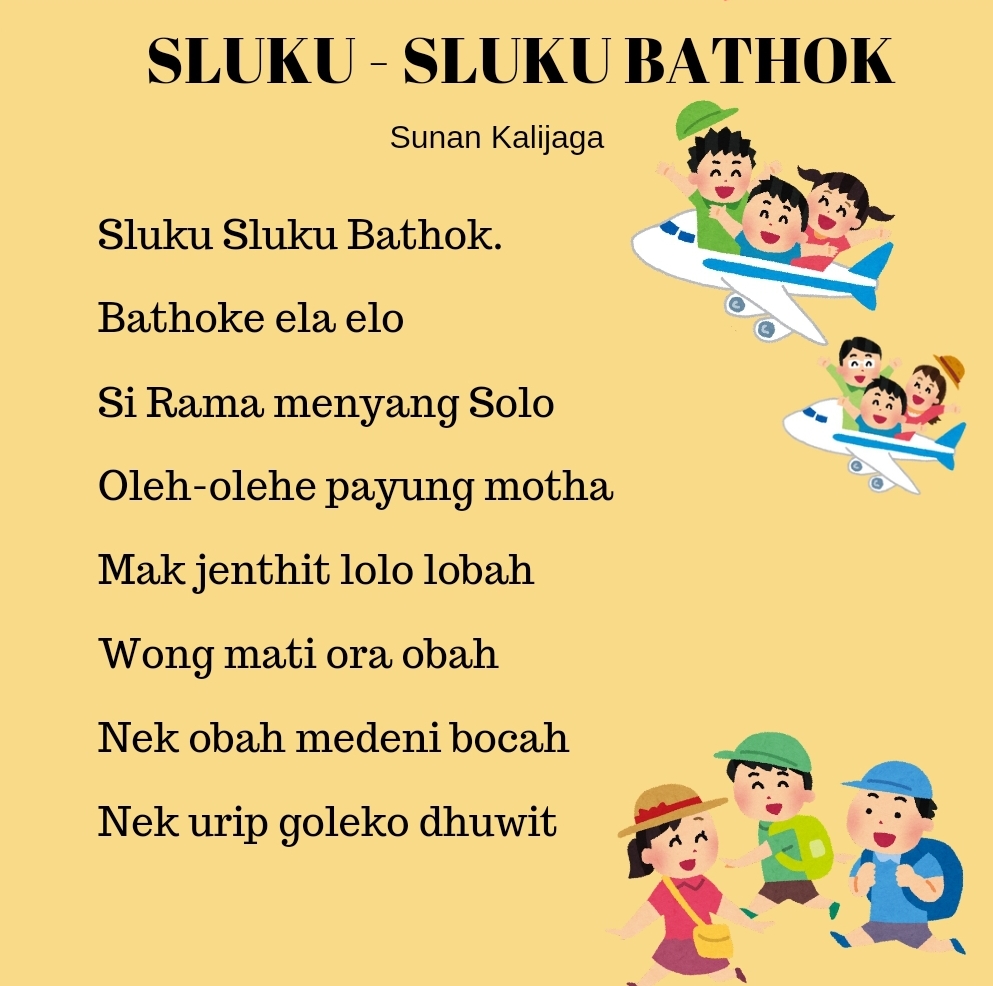 SLUKU - SLUKU BATHOK
Sunan Kalijaga
Sluku Sluku Bathok.
Bathoke ela elo
Si Rama menyang Solo
Oleh-olehe payung motha
Mak jenthit lolo lobah
Wong mati ora obah
Nek obah medeni bocah
Nek urip goleko dhuwit